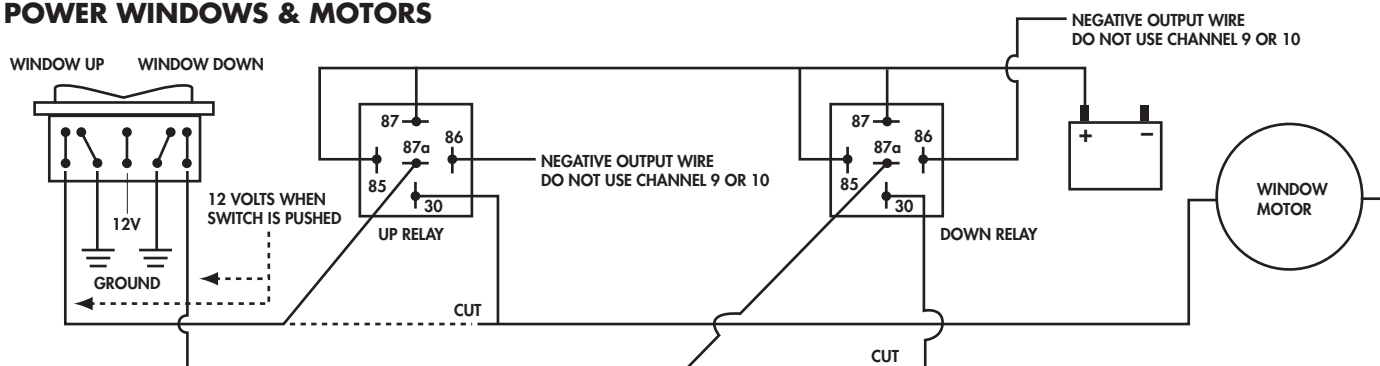 POWER WINDOWS & MOTORS
NEGATIVE OUTPUT WIRE
DO NOT USE CHANNEL 9 OR 10
WINDOW UP
WINDOW DOWN
87
86
87a
85
30
UP RELAY
NEGATIVE OUTPUT WIRE
DO NOT USE CHANNEL 9 OR 10
87
86
87a
85
30
DOWN RELAY
+ −
WINDOW
MOTOR
12 VOLTS WHEN
SWITCH IS PUSHED
12V
GROUND
CUT
CUT